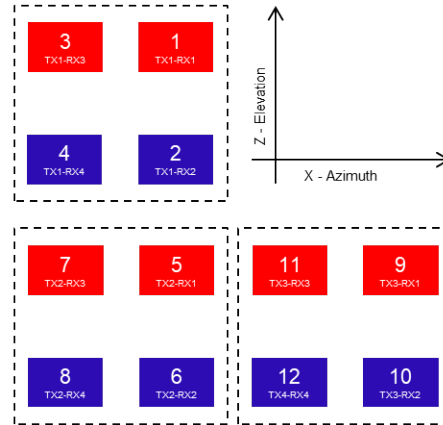 3
TX1-RX3
1
TX1-RX1
4
TX1-RX4
2
TX1-RX2
Z - Elevation
X - Azimuth
7
TX2-RX3
5
TX2-RX1
11
TX3-RX3
9
TX3-RX1
8
TX2-RX4
6
TX2-RX2
12
TX4-RX4
10
TX3-RX2